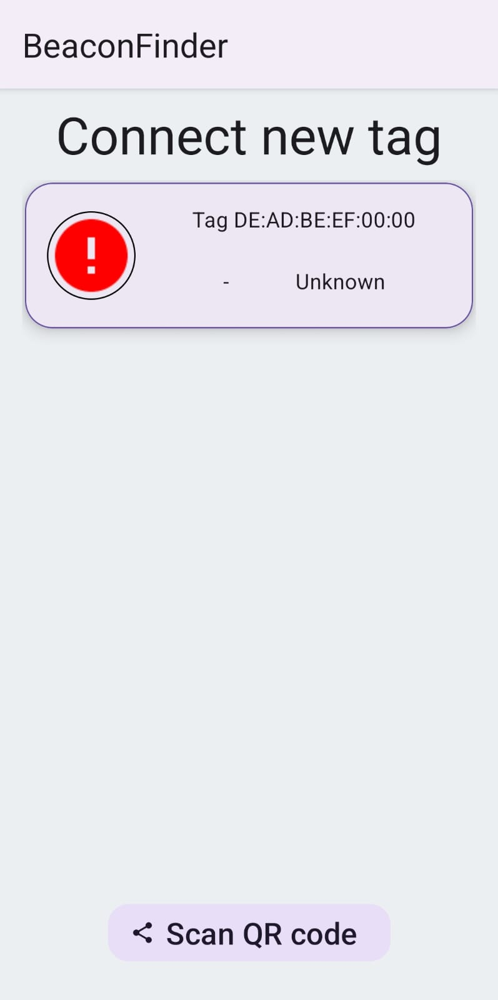 BeaconFinder
Connect new tag
Tag DE:AD:BE:EF:00:00
- Unknown
Scan QR code